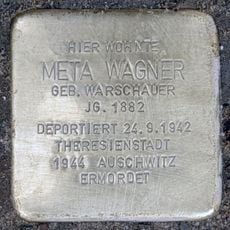 HIER WOHNTE
META WAGNER
GEB. WARSCHAUER
JG. 1882
DEPORTIERT 24.9.1942
THERESIENSTADT
1944 AUSCHWITZ
ERMORDET